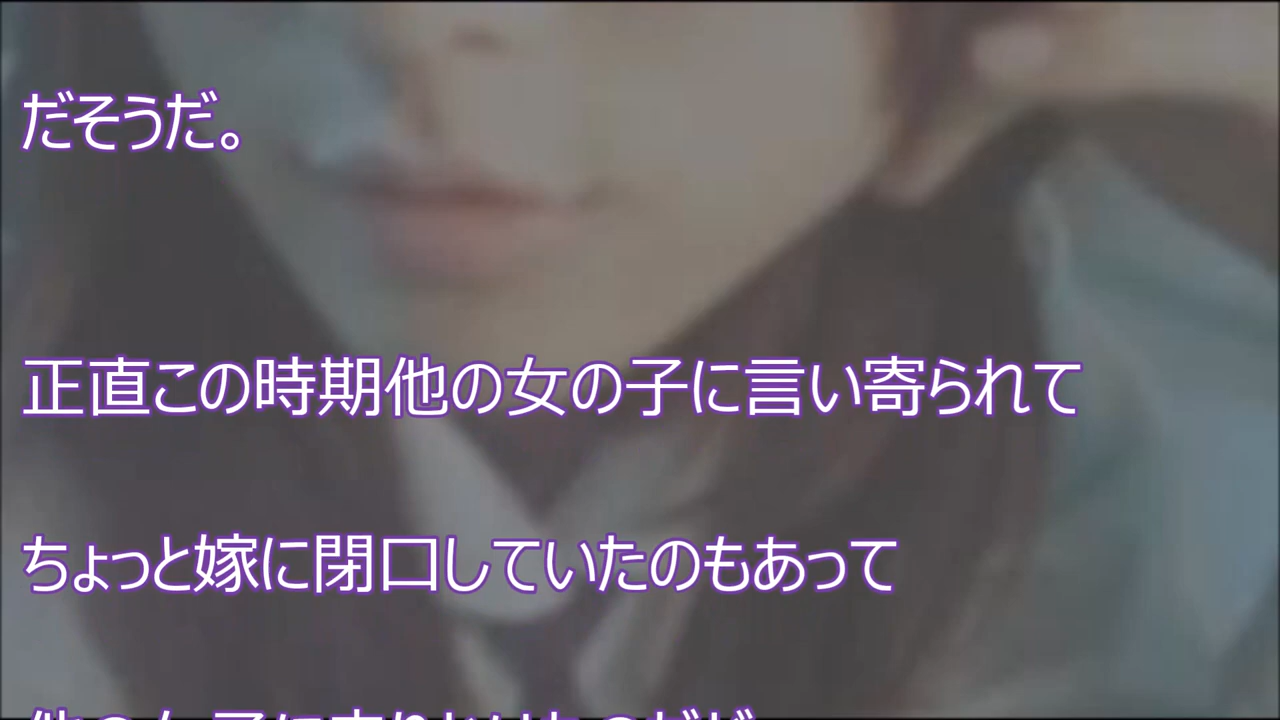 だそうだ。
正直この時期他の女の子に言い寄られて
ちょっと嫁に閉口していたのもあって